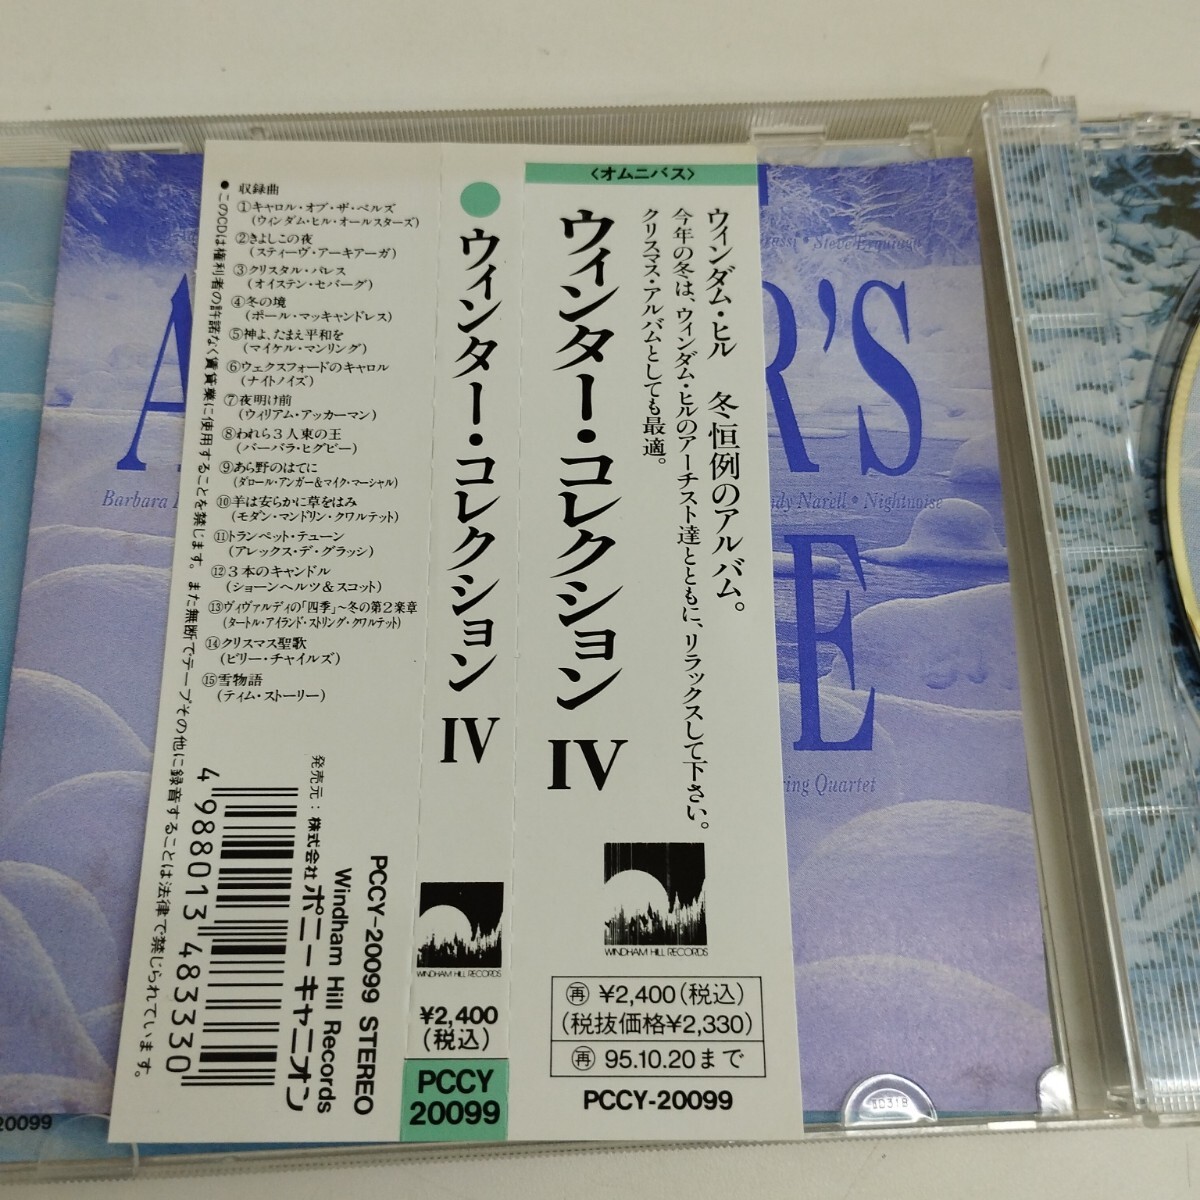 〈オムニバス〉
ウィンダム・ヒル 冬恒例のアルバム。
今年の冬は、ウィンダム・ヒルのアーチスト達とともに、リラックスして下さい。
クリスマス・アルバムとしても最適。
ウィンター・コレクション IV
WINDHAM HILL RECORDS
再 ¥2,400(税込)
(税抜価格¥2,330)
再 95.10.20まで
PCCY-20099
ウィンター・コレクション IV
WINDHAM HILL RECORDS
¥2,400
(税込)
PCCY
20099
収録曲
①キャロル・オブ・ザ・ベルズ
(ウィンダム・ヒル・オールスターズ)
②きよしこの夜
(スティーヴ・アーキアーガ)
③クリスタル・パレス
(オイステン・セバーグ)
④冬の境
(ポール・マッキャンドレス)
⑤神よ、たまえ平和を
(マイケル・マンリング)
⑥ウェクスフォードのキャロル
(ナイトノイズ)
⑦夜明け前
(ウィリアム・アッカーマン)
⑧われら3人東の王
(バーバラ・ヒグビー)
⑨あら野のはてに
(ダロール・アンガー&マイク・マーシャル)
⑩羊は安らかに草をはみ
(モダン・マンドリン・クワルテット)
⑪トランペット・テューン
(アレックス・デ・グラッシ)
⑫3本のキャンドル
(ショーンヘルツ&スコット)
⑬ヴィヴァルディの「四季」〜冬の第2楽章
(タートル・アイランド・ストリング・クワルテット)
⑭クリスマス聖歌
(ビリー・チャイルズ)
⑮雪物語
(ティム・ストーリー)
●このCDは権利者の許諾なく賃貸業に使用することを禁じます。また無断でテープその他に録音することは法律で禁じられています。
PCCY-20099 STEREO
Windham Hill Records
発売元:株式会社ポニーキャニオン
4 988013 483330
Steve Erquiaga
R'S
Barbara
Narell • Nightnoise
E
Quartet
20099